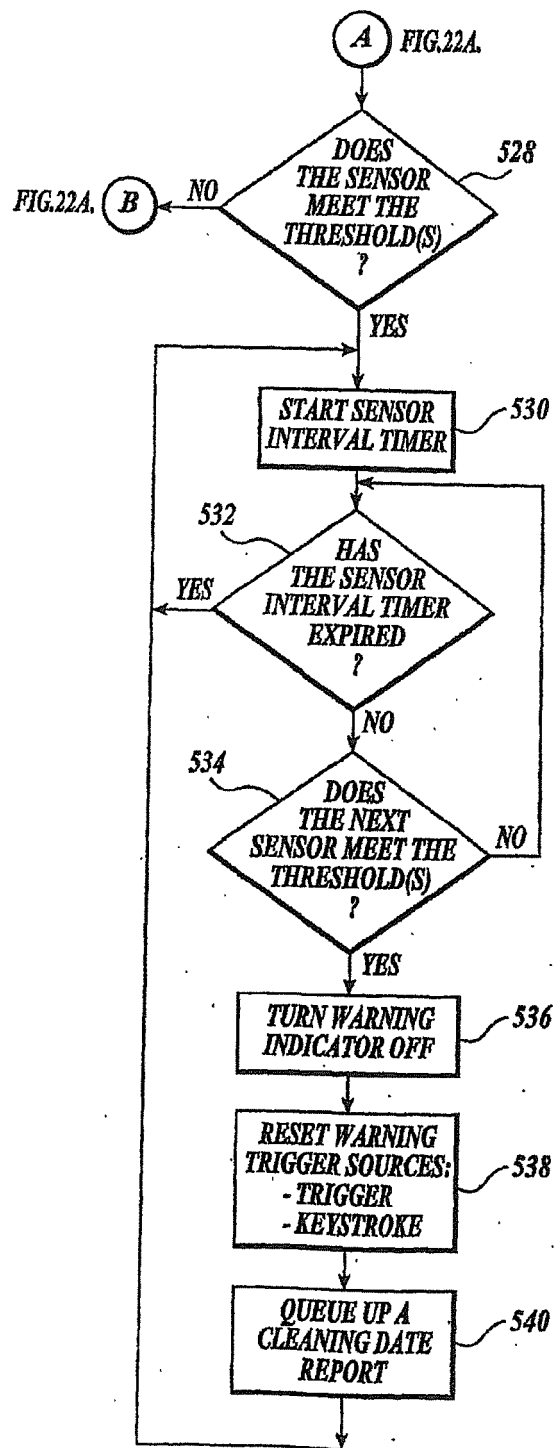 A FIG.22A.
DOES
THE SENSOR
MEET THE
THRESHOLD(S)
?
528
FIG.22A. B NO
YES
START SENSOR
INTERVAL TIMER
530
532
HAS
THE SENSOR
INTERVAL TIMER
EXPIRED
?
YES
NO
534
DOES
THE NEXT
SENSOR MEET THE
THRESHOLD(S)
?
NO
YES
TURN WARNING
INDICATOR OFF
536
RESET WARNING
TRIGGER SOURCES:
- TRIGGER
- KEYSTROKE
538
QUEUE UP A
CLEANING DATE
REPORT
540